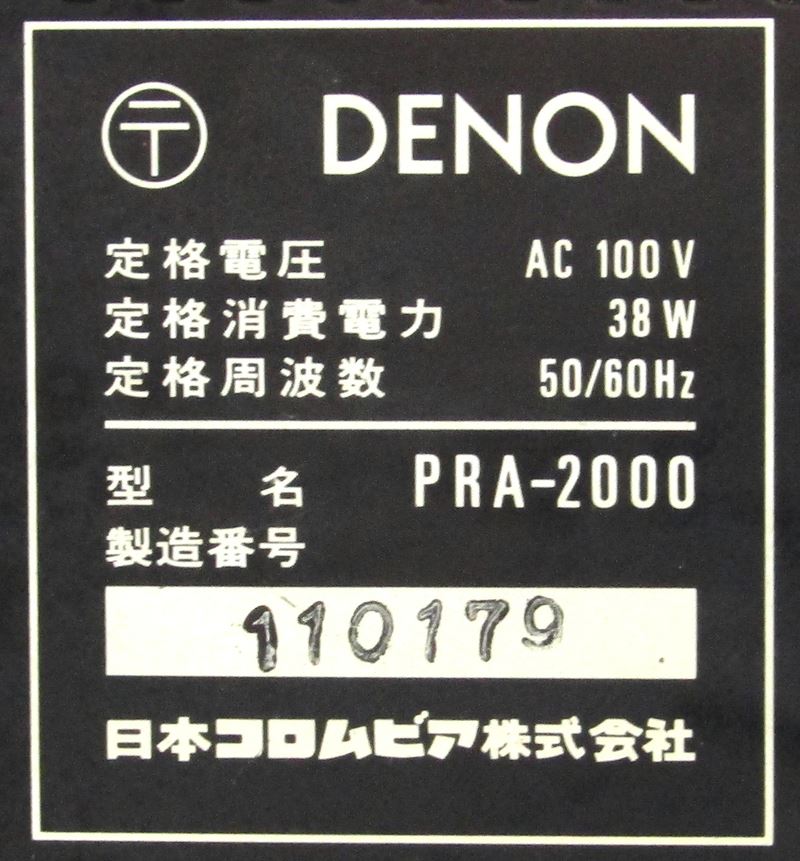 〒 DENON
定格電圧 AC 100V
定格消費電力 38W
定格周波数 50/60Hz
型名 PRA-2000
製造番号
110179
日本コロムビア株式会社